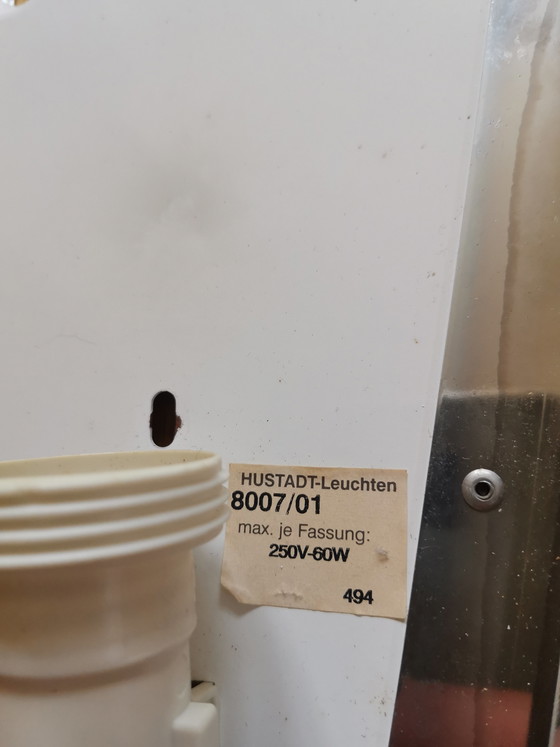 HUSTADT-Leuchten
8007/01
max. je Fassung:
250V-60W
494